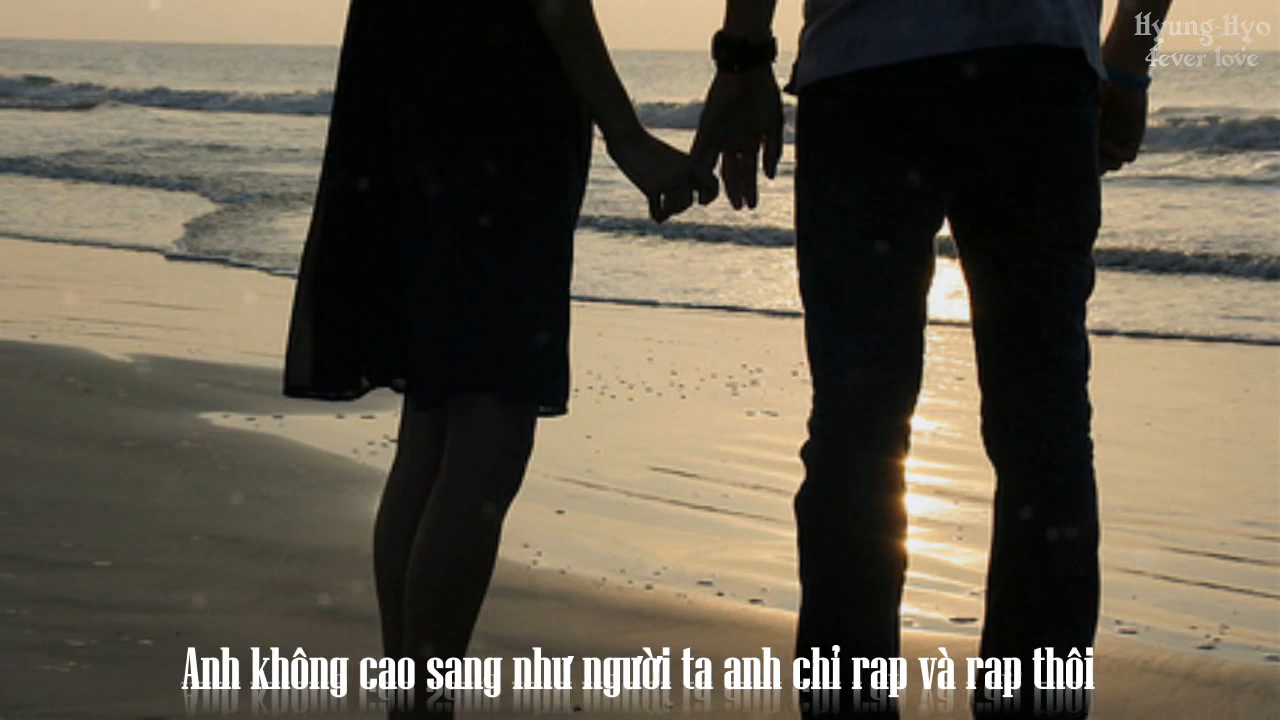 Hyung-Hyo
4ever love
Anh không cao sang như người ta anh chỉ rap và rap thôi